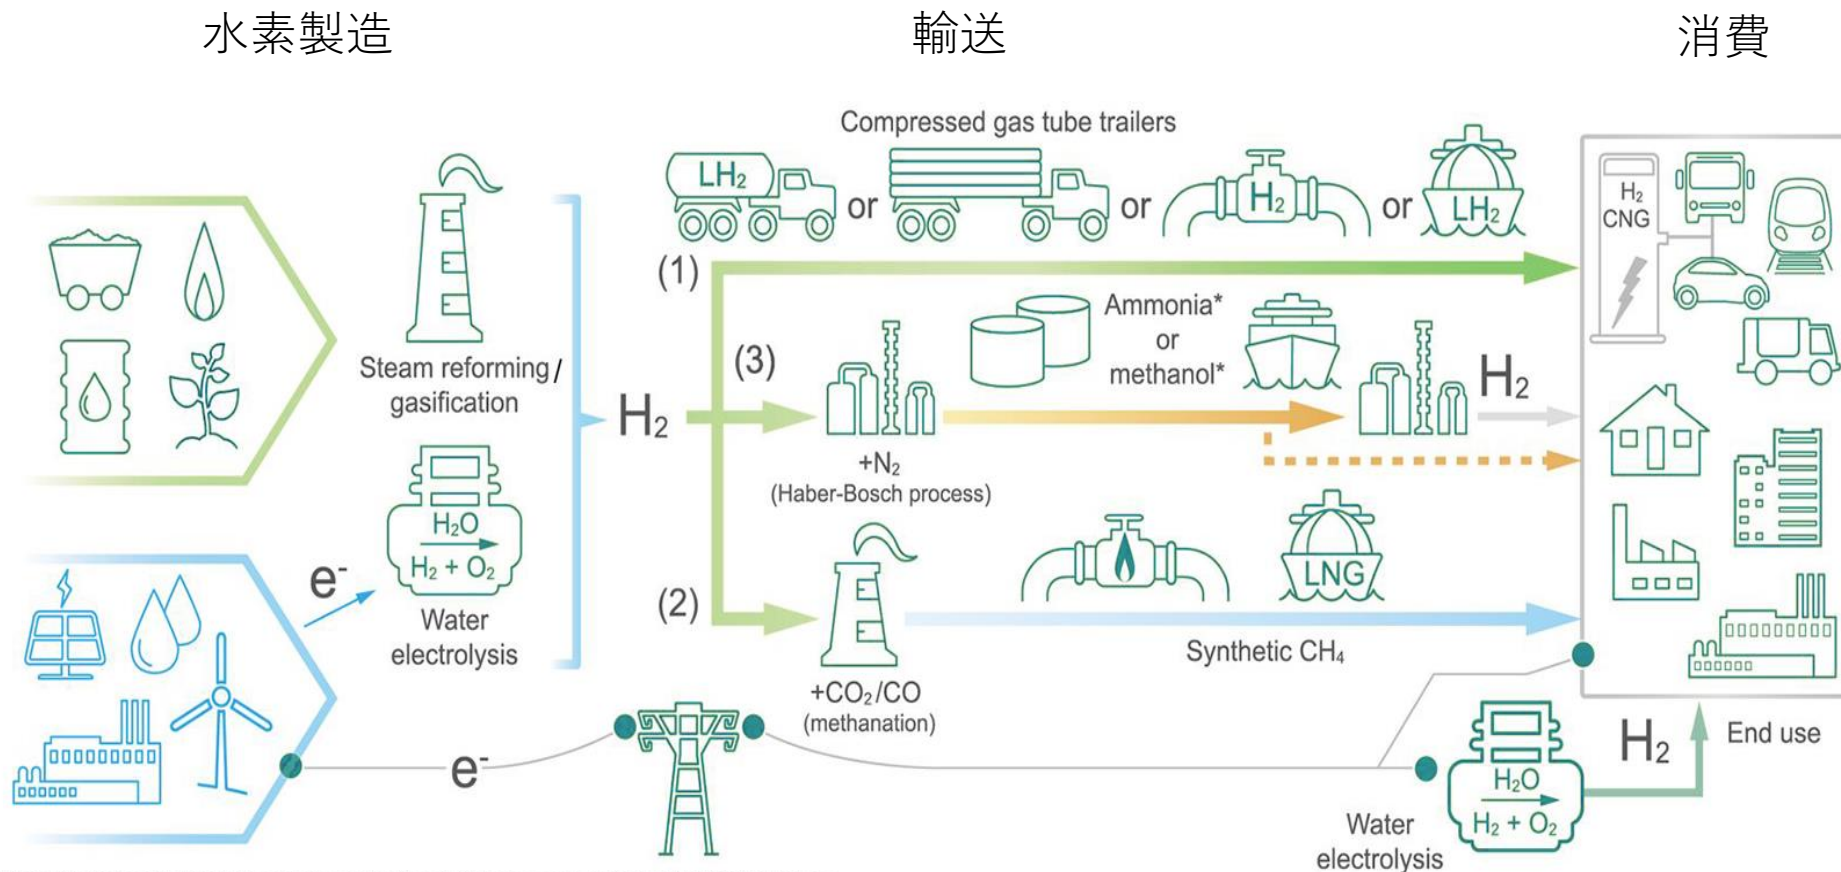 水素製造
輸送
消費
Compressed gas tube trailers
LH₂
or
or
H₂
or
LH₂
H₂
CNG
(1)
Steam reforming/
gasification
H₂
(3)
Ammonia*
or
methanol*
H₂
+N₂
(Haber-Bosch process)
H₂O
H₂ + O₂
e⁻
Water
electrolysis
(2)
LNG
Synthetic CH₄
+CO₂/CO
(methanation)
e⁻
H₂
End use
H₂O
H₂ + O₂
Water
electrolysis